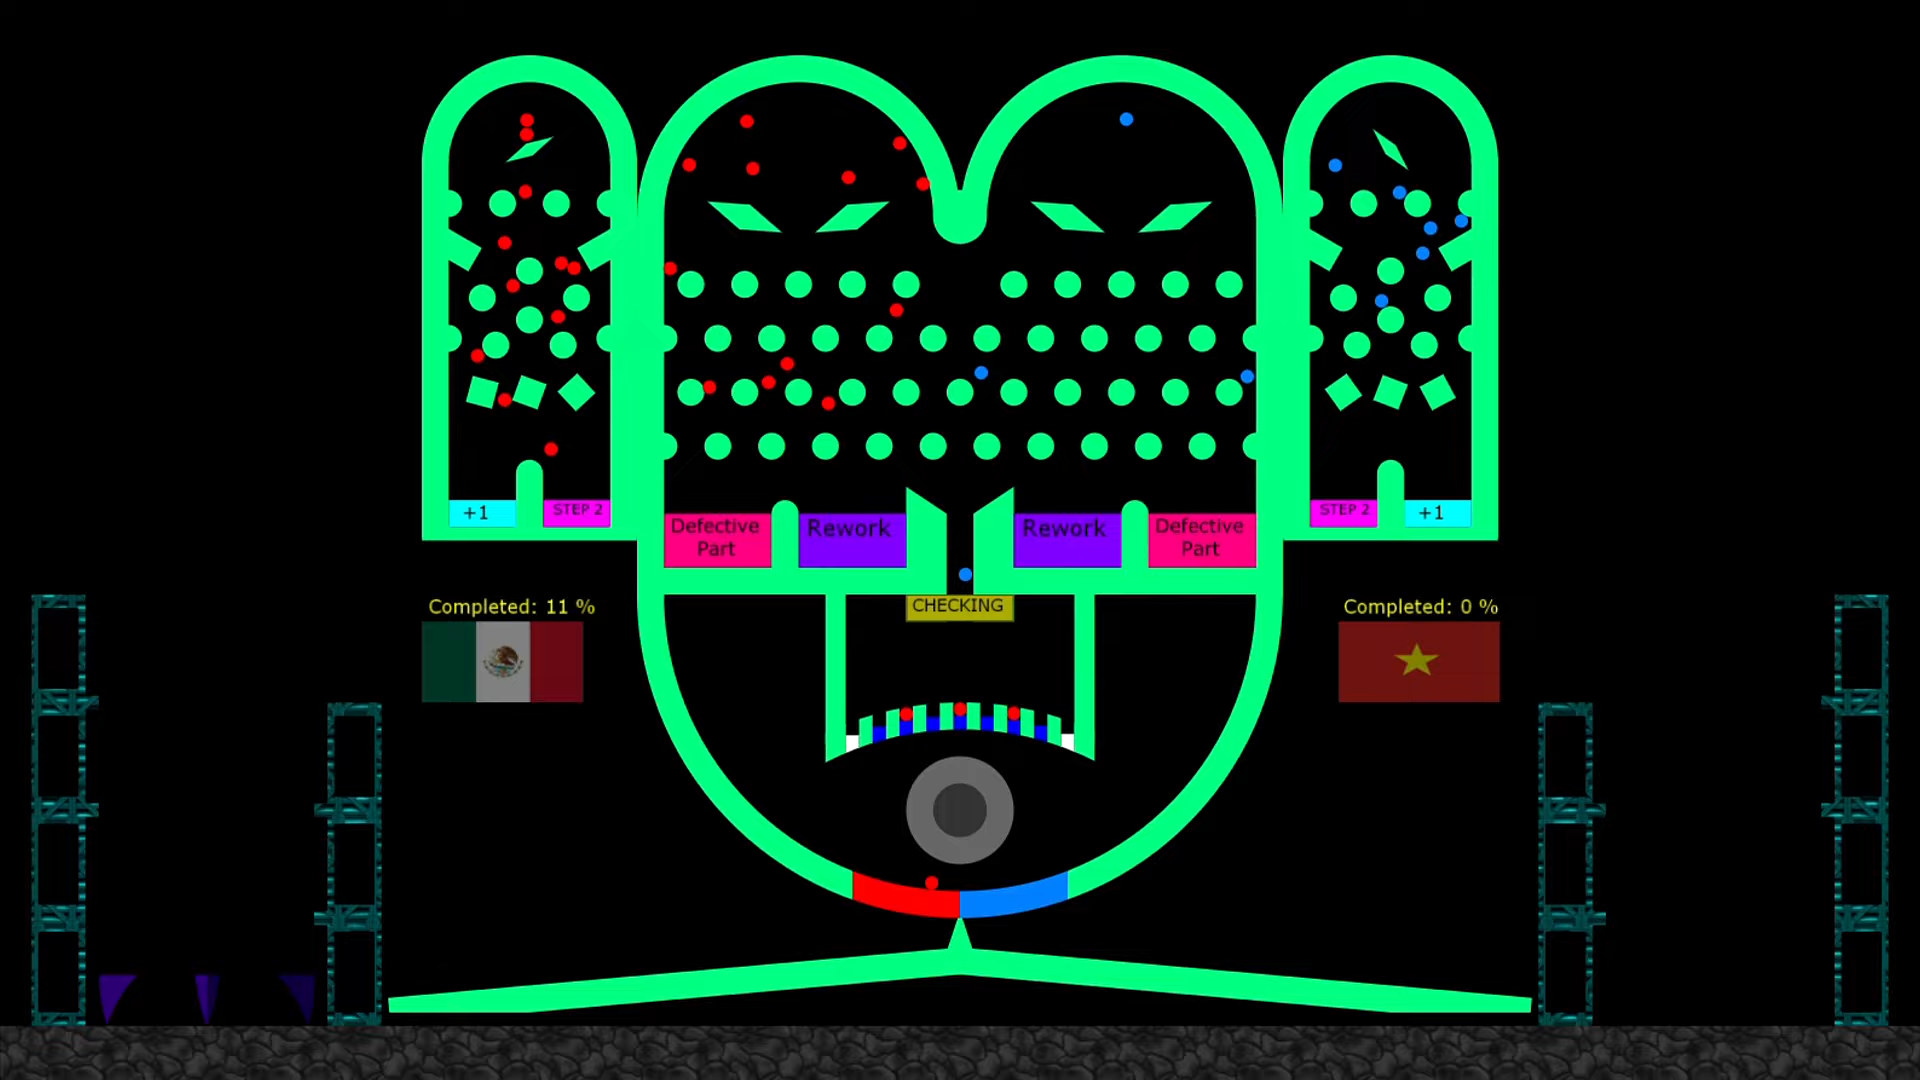 +1
STEP 2
Defective
Part
Rework
Rework
Defective
Part
STEP 2
+1
CHECKING
Completed: 11 %
Completed: 0 %